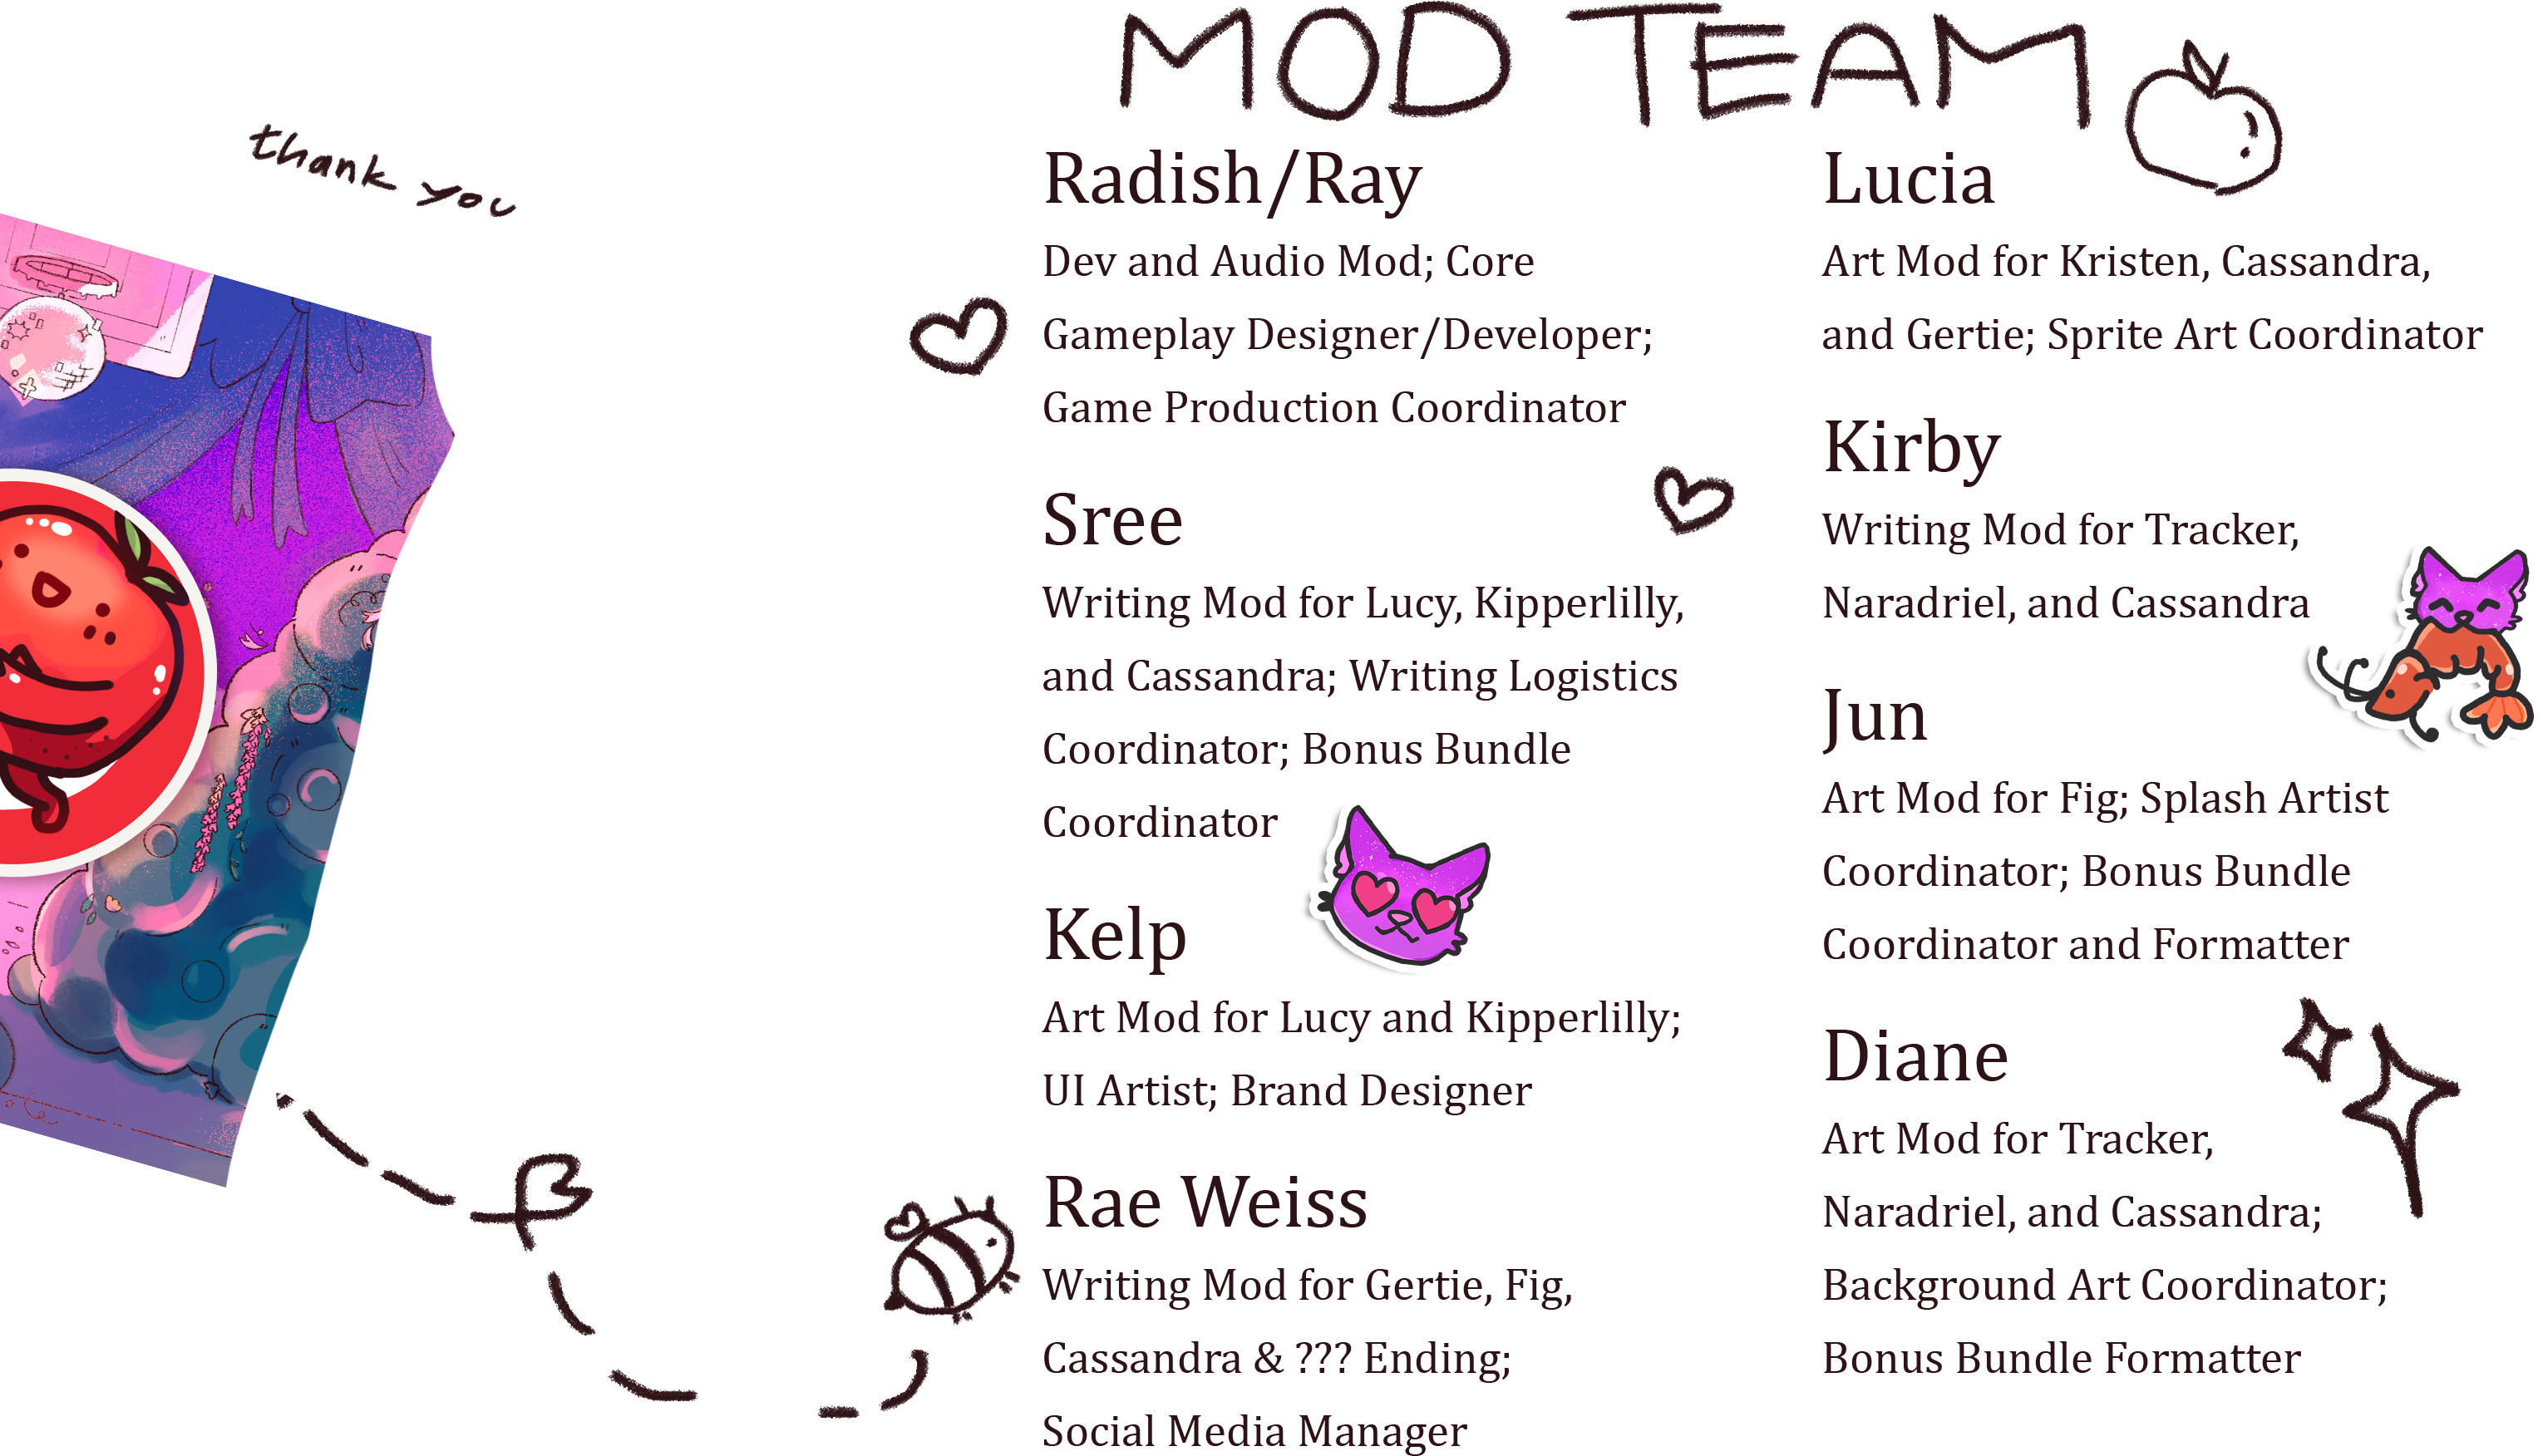 thank you
MOD TEAM
Radish/Ray
Dev and Audio Mod; Core
Gameplay Designer/Developer;
Game Production Coordinator
Sree
Writing Mod for Lucy, Kipperlilly,
and Cassandra; Writing Logistics
Coordinator; Bonus Bundle
Coordinator
Kelp
Art Mod for Lucy and Kipperlilly;
UI Artist; Brand Designer
Rae Weiss
Writing Mod for Gertie, Fig,
Cassandra & ??? Ending;
Social Media Manager
Lucia
Art Mod for Kristen, Cassandra,
and Gertie; Sprite Art Coordinator
Kirby
Writing Mod for Tracker,
Naradriel, and Cassandra
Jun
Art Mod for Fig; Splash Artist
Coordinator; Bonus Bundle
Coordinator and Formatter
Diane
Art Mod for Tracker,
Naradriel, and Cassandra;
Background Art Coordinator;
Bonus Bundle Formatter